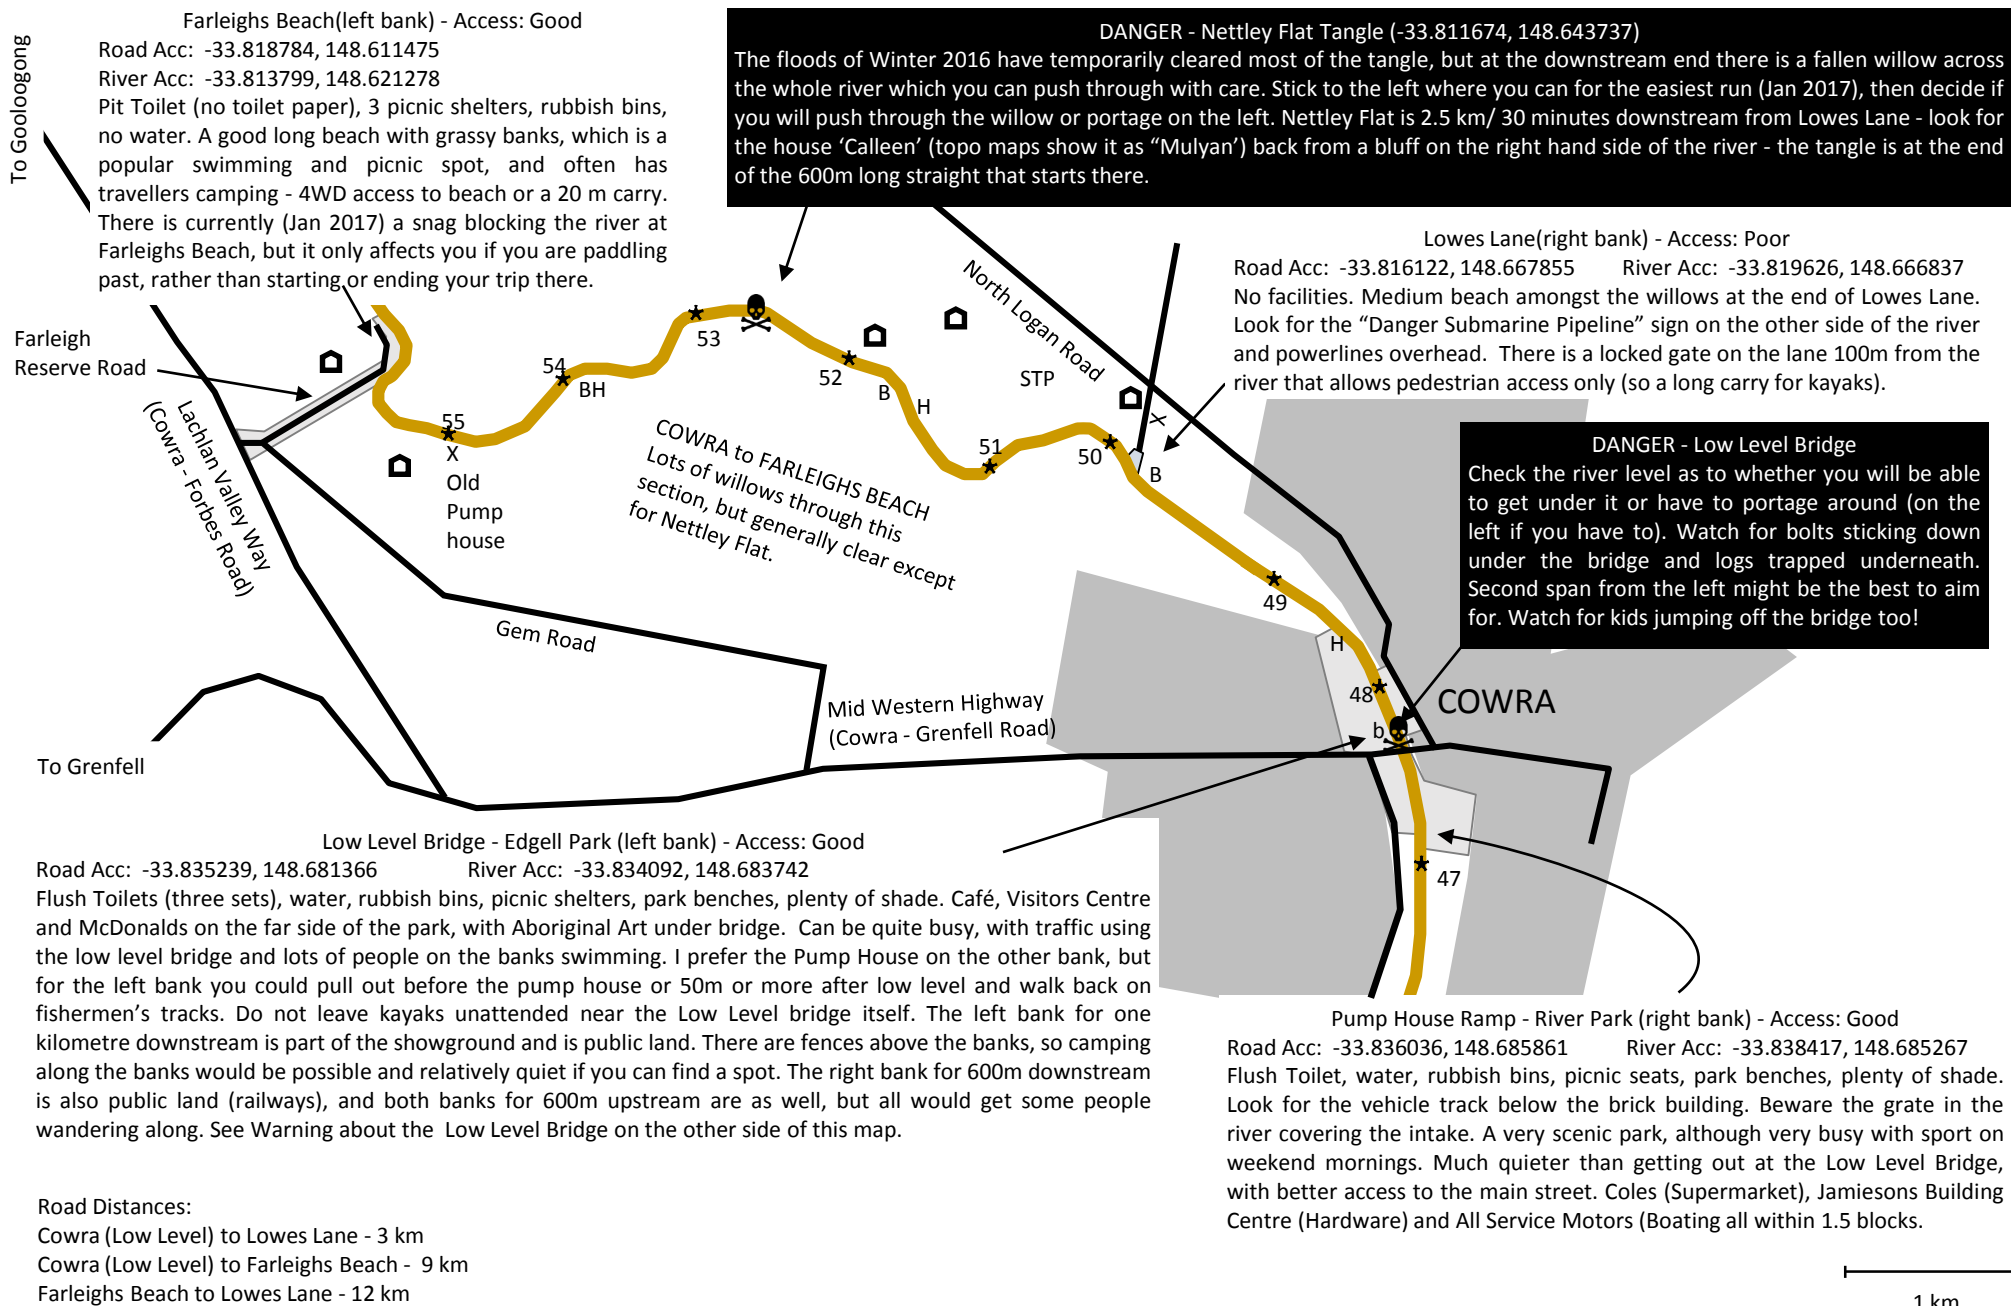 Farleighs Beach(left bank) - Access: Good
Road Acc: -33.818784, 148.611475
River Acc: -33.813799, 148.621278
Pit Toilet (no toilet paper), 3 picnic shelters, rubbish bins,
no water. A good long beach with grassy banks, which is a
popular swimming and picnic spot, and often has
travellers camping - 4WD access to beach or a 20 m carry.
There is currently (Jan 2017) a snag blocking the river at
Farleighs Beach, but it only affects you if you are paddling
past, rather than starting or ending your trip there.
To Gooloogong
DANGER - Nettley Flat Tangle (-33.811674, 148.643737)
The floods of Winter 2016 have temporarily cleared most of the tangle, but at the downstream end there is a fallen willow across
the whole river which you can push through with care. Stick to the left where you can for the easiest run (Jan 2017), then decide if
you will push through the willow or portage on the left. Nettley Flat is 2.5 km/ 30 minutes downstream from Lowes Lane - look for
the house ‘Calleen’ (topo maps show it as “Mulyan’) back from a bluff on the right hand side of the river - the tangle is at the end
of the 600m long straight that starts there.
Lowes Lane(right bank) - Access: Poor
Road Acc: -33.816122, 148.667855 River Acc: -33.819626, 148.666837
No facilities. Medium beach amongst the willows at the end of Lowes Lane.
Look for the “Danger Submarine Pipeline” sign on the other side of the river
and powerlines overhead. There is a locked gate on the lane 100m from the
river that allows pedestrian access only (so a long carry for kayaks).
North Logan Road
Farleigh
Reserve Road
53
54
BH
52
B
H
STP
X
55
X
Old
Pump
house
51
50
B
Lachlan Valley Way
(Cowra - Forbes Road)
COWRA to FARLEIGHS BEACH
Lots of willows through this
section, but generally clear except
for Nettley Flat.
DANGER - Low Level Bridge
Check the river level as to whether you will be able
to get under it or have to portage around (on the
left if you have to). Watch for bolts sticking down
under the bridge and logs trapped underneath.
Second span from the left might be the best to aim
for. Watch for kids jumping off the bridge too!
49
H
Gem Road
48
COWRA
b
Mid Western Highway
(Cowra - Grenfell Road)
To Grenfell
47
Low Level Bridge - Edgell Park (left bank) - Access: Good
Road Acc: -33.835239, 148.681366 River Acc: -33.834092, 148.683742
Flush Toilets (three sets), water, rubbish bins, picnic shelters, park benches, plenty of shade. Café, Visitors Centre
and McDonalds on the far side of the park, with Aboriginal Art under bridge. Can be quite busy, with traffic using
the low level bridge and lots of people on the banks swimming. I prefer the Pump House on the other bank, but
for the left bank you could pull out before the pump house or 50m or more after low level and walk back on
fishermen’s tracks. Do not leave kayaks unattended near the Low Level bridge itself. The left bank for one
kilometre downstream is part of the showground and is public land. There are fences above the banks, so camping
along the banks would be possible and relatively quiet if you can find a spot. The right bank for 600m downstream
is also public land (railways), and both banks for 600m upstream are as well, but all would get some people
wandering along. See Warning about the Low Level Bridge on the other side of this map.
Pump House Ramp - River Park (right bank) - Access: Good
Road Acc: -33.836036, 148.685861 River Acc: -33.838417, 148.685267
Flush Toilet, water, rubbish bins, picnic seats, park benches, plenty of shade.
Look for the vehicle track below the brick building. Beware the grate in the
river covering the intake. A very scenic park, although very busy with sport on
weekend mornings. Much quieter than getting out at the Low Level Bridge,
with better access to the main street. Coles (Supermarket), Jamiesons Building
Centre (Hardware) and All Service Motors (Boating all within 1.5 blocks.
Road Distances:
Cowra (Low Level) to Lowes Lane - 3 km
Cowra (Low Level) to Farleighs Beach - 9 km
Farleighs Beach to Lowes Lane - 12 km
1 km